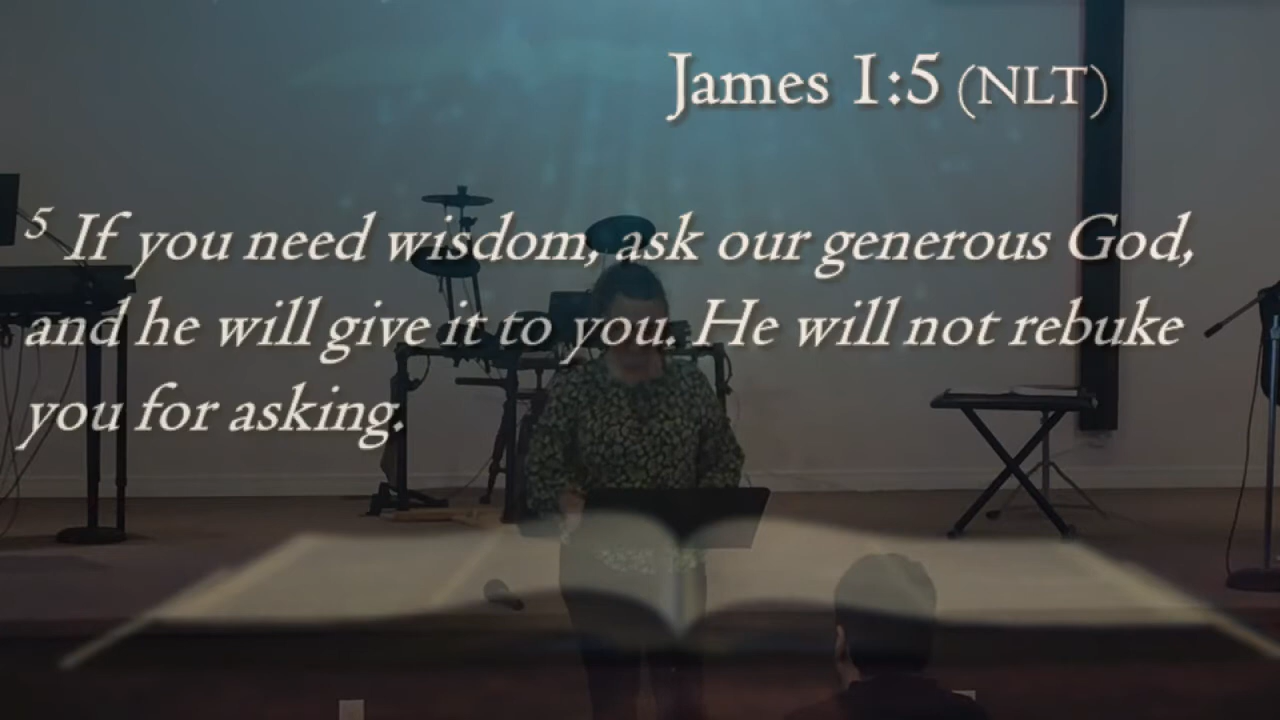 James 1:5 (NLT)
5 If you need wisdom, ask our generous God,
and he will give it to you. He will not rebuke
you for asking.